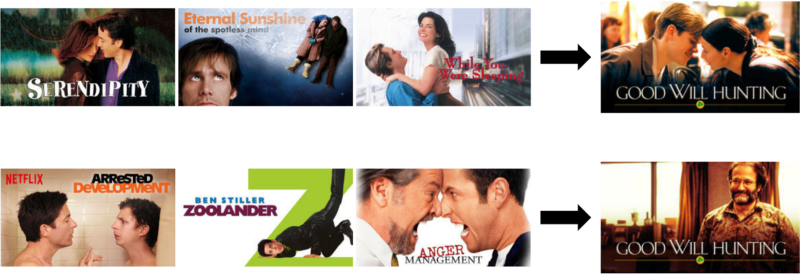 SERENDIPITY
Eternal Sunshine
of the spotless mind
While You
Were Sleeping
GOOD WILL HUNTING
NETFLIX
ARResTeD
DeveLOPMeNT
BEN STILLER
ZOOLANDER
ANGER
MANAGEMENT
GOOD WILL HUNTING